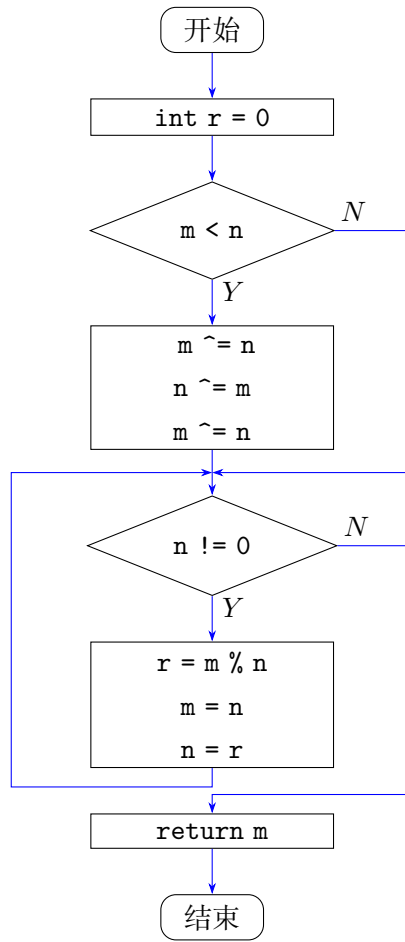 开始
int r = 0
m < n
N
Y
m ^= n
n ^= m
m ^= n
n != 0
N
Y
r = m % n
m = n
n = r
return m
结束